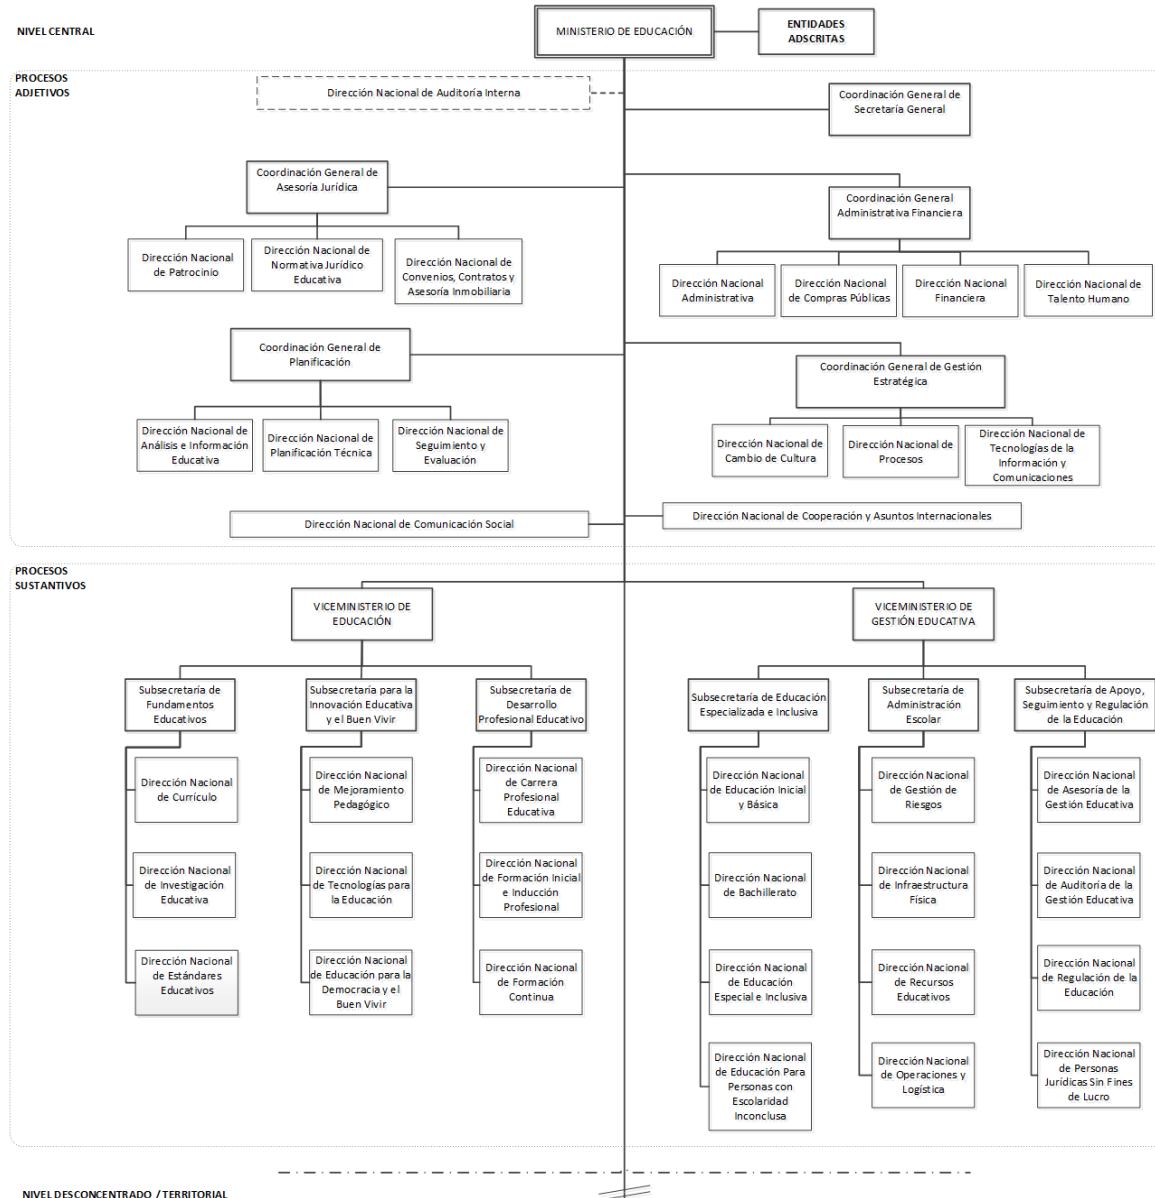 NIVEL CENTRAL
MINISTERIO DE EDUCACIÓN
ENTIDADES
ADSCRITAS
PROCESOS
ADJETIVOS
Dirección Nacional de Auditoría Interna
Coordinación General de
Secretaría General
Coordinación General de
Asesoría Jurídica
Coordinación General
Administrativa Financiera
Dirección Nacional
de Patrocinio
Dirección Nacional de
Normativa Jurídico
Educativa
Dirección Nacional de
Convenios, Contratos y
Asesoría Inmobiliaria
Dirección Nacional
Administrativa
Dirección Nacional
de Compras Públicas
Dirección Nacional
Financiera
Dirección Nacional de
Talento Humano
Coordinación General de
Planificación
Coordinación General de Gestión
Estratégica
Dirección Nacional de
Análisis e Información
Educativa
Dirección Nacional de
Planificación Técnica
Dirección Nacional de
Seguimiento y
Evaluación
Dirección Nacional de
Cambio de Cultura
Dirección Nacional de
Procesos
Dirección Nacional de
Tecnologías de la
Información y
Comunicaciones
Dirección Nacional de Comunicación Social
Dirección Nacional de Cooperación y Asuntos Internacionales
PROCESOS
SUSTANTIVOS
VICEMINISTERIO DE
EDUCACIÓN
VICEMINISTERIO DE
GESTIÓN EDUCATIVA
Subsecretaría de
Fundamentos
Educativos
Subsecretaría para la
Innovación Educativa
y el Buen Vivir
Subsecretaría de
Desarrollo
Profesional Educativo
Subsecretaría de Educación
Especializada e Inclusiva
Subsecretaría de
Administración
Escolar
Subsecretaría de Apoyo,
Seguimiento y Regulación
de la Educación
Dirección Nacional
de Currículo
Dirección Nacional
de Mejoramiento
Pedagógico
Dirección Nacional
de Carrera
Profesional
Educativa
Dirección Nacional
de Educación Inicial
y Básica
Dirección Nacional
de Gestión de
Riesgos
Dirección Nacional
de Asesoría de la
Gestión Educativa
Dirección Nacional
de Investigación
Educativa
Dirección Nacional
de Tecnologías para
la Educación
Dirección Nacional
de Formación Inicial
e Inducción
Profesional
Dirección Nacional
de Bachillerato
Dirección Nacional
de Infraestructura
Física
Dirección Nacional
de Auditoría de la
Gestión Educativa
Dirección Nacional
de Estándares
Educativos
Dirección Nacional
de Educación para la
Democracia y el
Buen Vivir
Dirección Nacional
de Formación
Continua
Dirección Nacional
de Educación
Especial e Inclusiva
Dirección Nacional
de Recursos
Educativos
Dirección Nacional
de Regulación de la
Educación
Dirección Nacional
de Educación Para
Personas con
Escolaridad
Inconclusa
Dirección Nacional
de Operaciones y
Logística
Dirección Nacional
de Personas
Jurídicas Sin Fines
de Lucro
NIVEL DESCONCENTRADO / TERRITORIAL